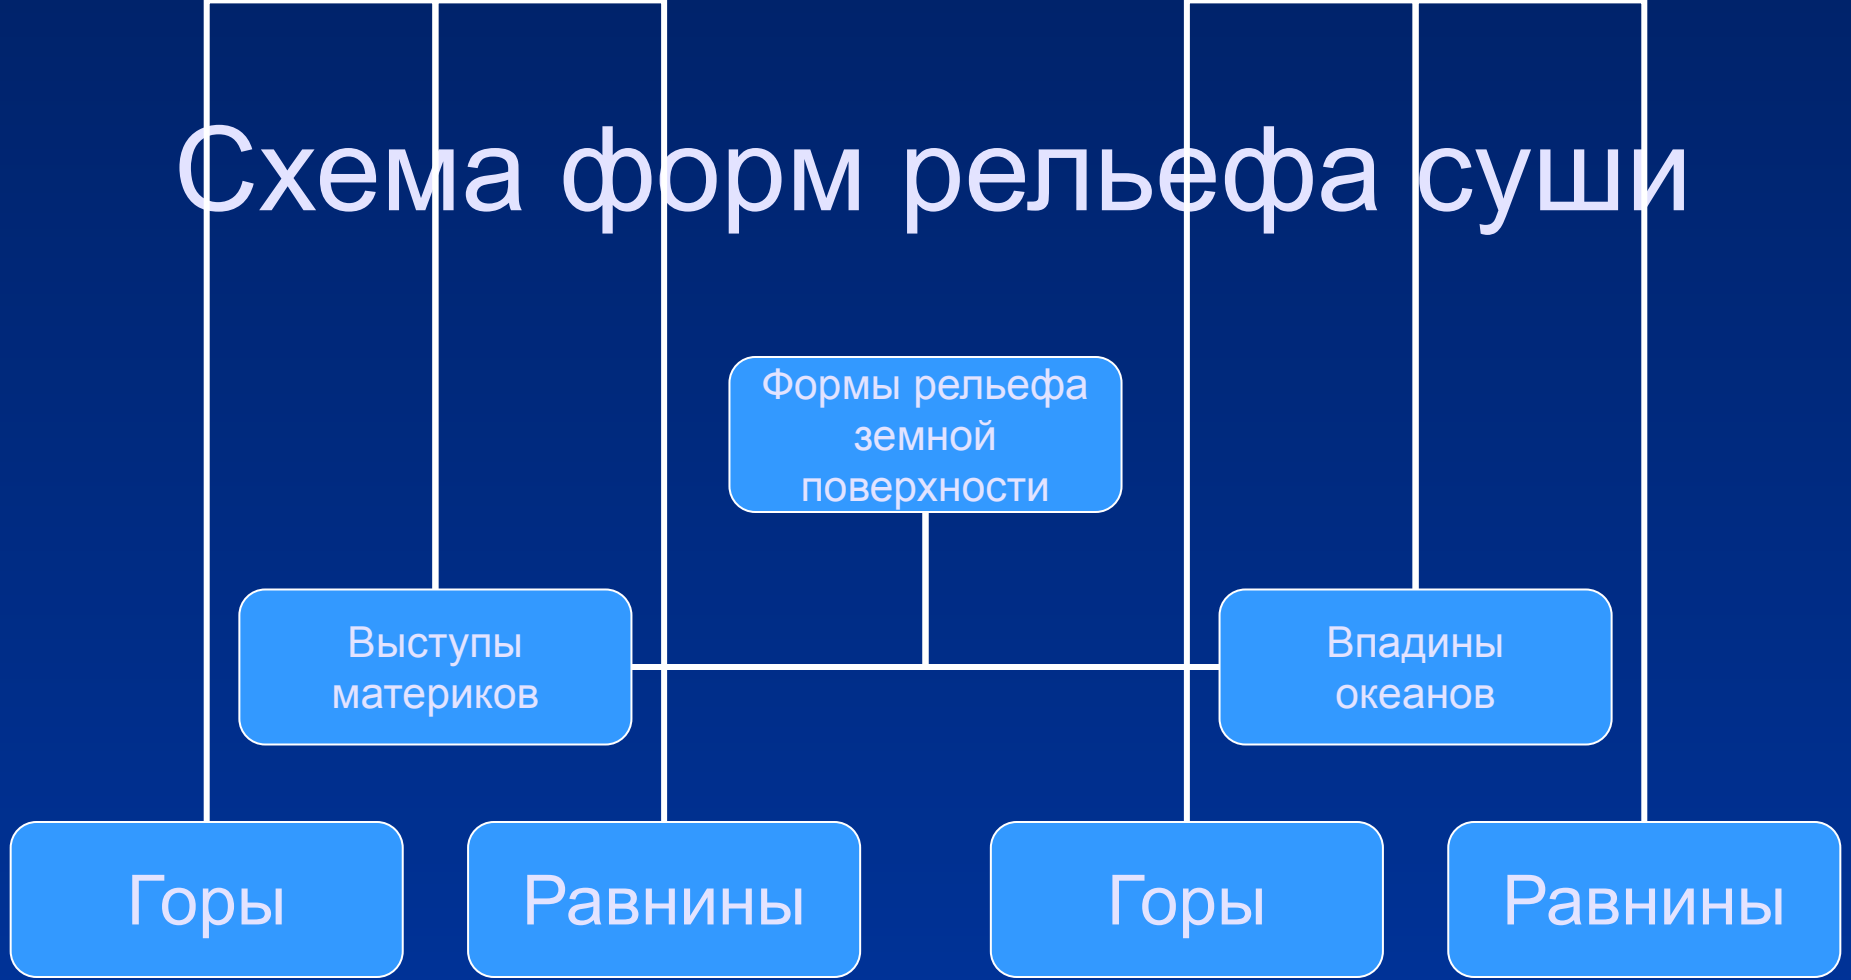 Схема форм рельефа суши
Формы рельефа
земной
поверхности
Выступы
материков
Впадины
океанов
Горы
Равнины
Горы
Равнины